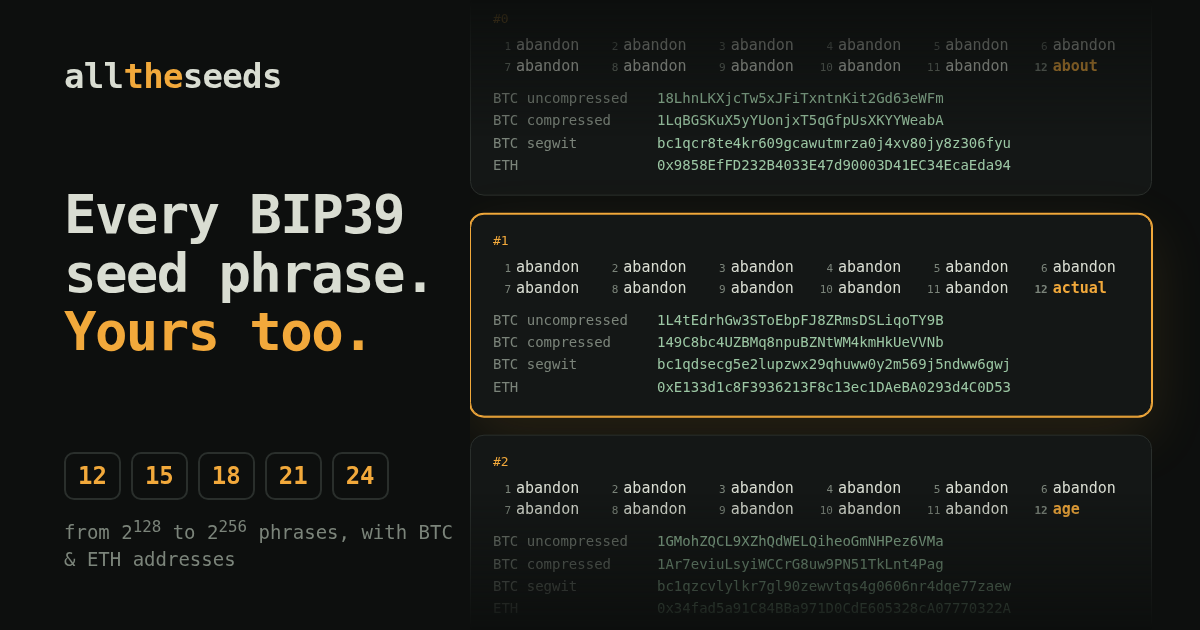 alltheseeds
Every BIP39
seed phrase.
Yours too.
12 15 18 21 24
from 2^128 to 2^256 phrases, with BTC
& ETH addresses
#0
1 abandon 2 abandon 3 abandon 4 abandon 5 abandon 6 abandon
7 abandon 8 abandon 9 abandon 10 abandon 11 abandon 12 about
BTC uncompressed 18LhnLKXjcTw5xJFiTxntnKit2Gd63eWFm
BTC compressed 1LqBGSKuX5yYUonjxT5qGfpUsXKYYWeabA
BTC segwit bc1qcr8te4kr609gcawutmrza0j4xv80jy8z306fyu
ETH 0x9858EfFD232B4033E47d90003D41EC34EcaEda94
#1
1 abandon 2 abandon 3 abandon 4 abandon 5 abandon 6 abandon
7 abandon 8 abandon 9 abandon 10 abandon 11 abandon 12 actual
BTC uncompressed 1L4tEdrhGw3SToEbpFJ8ZRmsDSLiqoTY9B
BTC compressed 149C8bc4UZBMq8npuBZNtWM4kmHkUeVVNb
BTC segwit bc1qdsecg5e2lupzwx29qhuww0y2m569j5ndww6gwj
ETH 0xE133d1c8F3936213F8c13ec1DAeBA0293d4C0D53
#2
1 abandon 2 abandon 3 abandon 4 abandon 5 abandon 6 abandon
7 abandon 8 abandon 9 abandon 10 abandon 11 abandon 12 age
BTC uncompressed 1GMohZQCL9XZhQdWELQiheoGmNHPez6VMa
BTC compressed 1Ar7eviuLsyiWCCrG8uw9PN51TkLnt4Pag
BTC segwit bc1qzcvlylkr7gl90zewvtqs4g0606nr4dqe77zaew
ETH 0x34fad5a91C84BBa971D0CdE605328cA07770322A